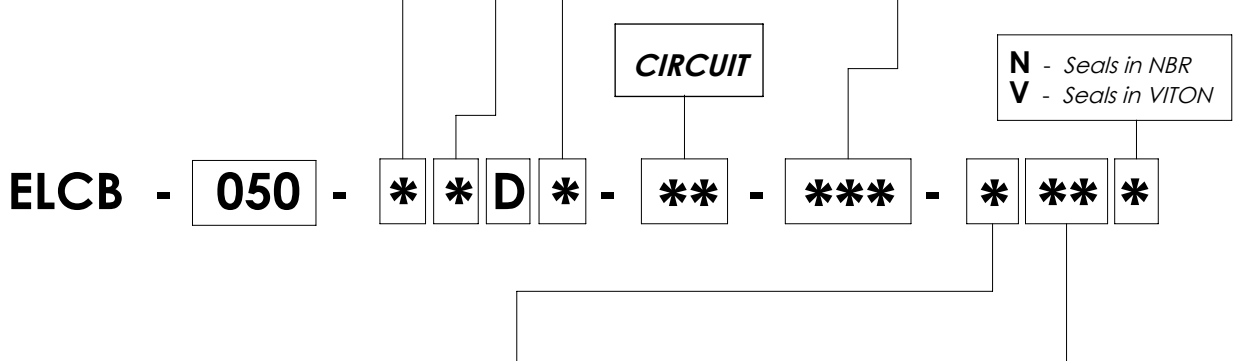 CIRCUIT
N - Seals in NBR
V - Seals in VITON
ELCB - 050 - * * D * - ** - *** - * ** *